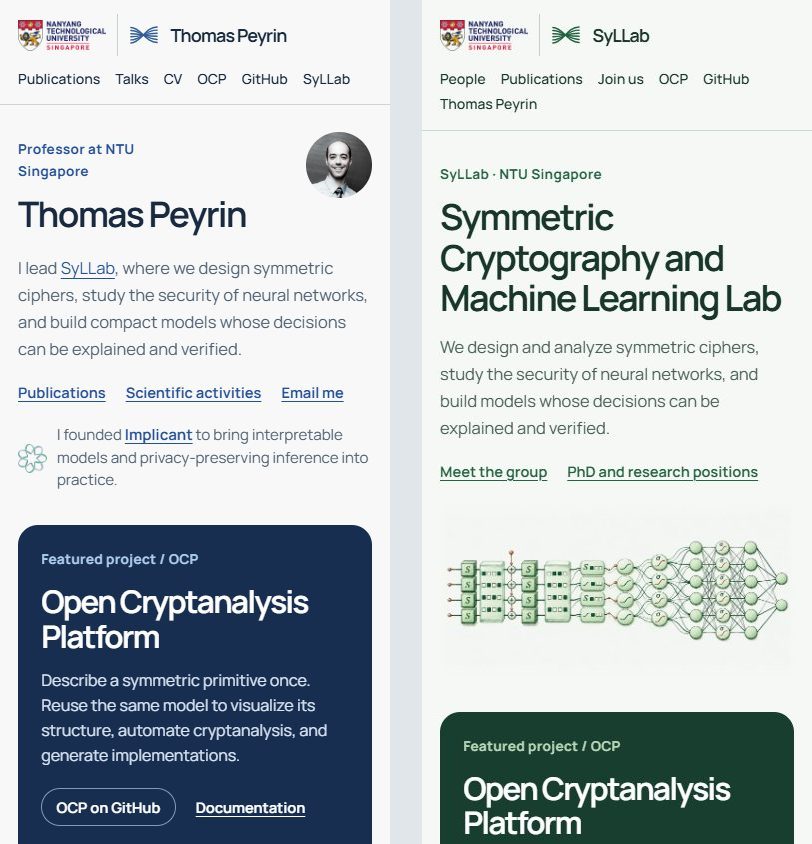 NANYANG
TECHNOLOGICAL
UNIVERSITY
SINGAPORE
Thomas Peyrin
Publications Talks CV OCP GitHub SyLLab
Professor at NTU
Singapore
Thomas Peyrin
I lead SyLLab, where we design symmetric
ciphers, study the security of neural networks,
and build compact models whose decisions
can be explained and verified.
Publications Scientific activities Email me
I founded Implicant to bring interpretable
models and privacy-preserving inference into
practice.
Featured project / OCP
Open Cryptanalysis
Platform
Describe a symmetric primitive once.
Reuse the same model to visualize its
structure, automate cryptanalysis, and
generate implementations.
OCP on GitHub Documentation
NANYANG
TECHNOLOGICAL
UNIVERSITY
SINGAPORE
SyLLab
People Publications Join us OCP GitHub
Thomas Peyrin
SyLLab · NTU Singapore
Symmetric
Cryptography and
Machine Learning Lab
We design and analyze symmetric ciphers,
study the security of neural networks, and
build models whose decisions can be
explained and verified.
Meet the group PhD and research positions
S S
S S
S S
S S
Featured project / OCP
Open Cryptanalysis
Platform